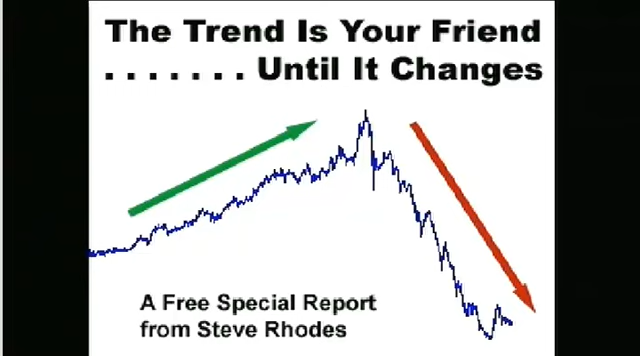 The Trend Is Your Friend
. . . . . . . Until It Changes
A Free Special Report
from Steve Rhodes